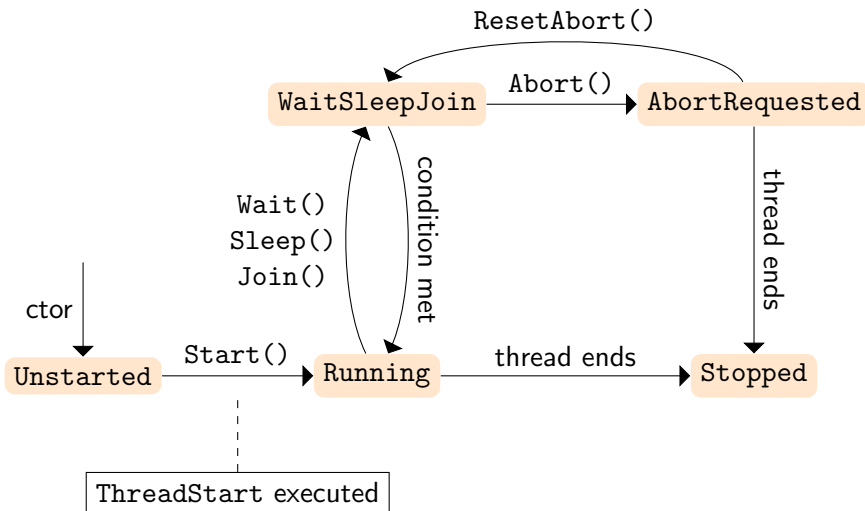 ResetAbort()
WaitSleepJoin
Abort()
AbortRequested
Wait()
Sleep()
Join()
condition met
thread ends
ctor
Unstarted
Start()
Running
thread ends
Stopped
ThreadStart executed